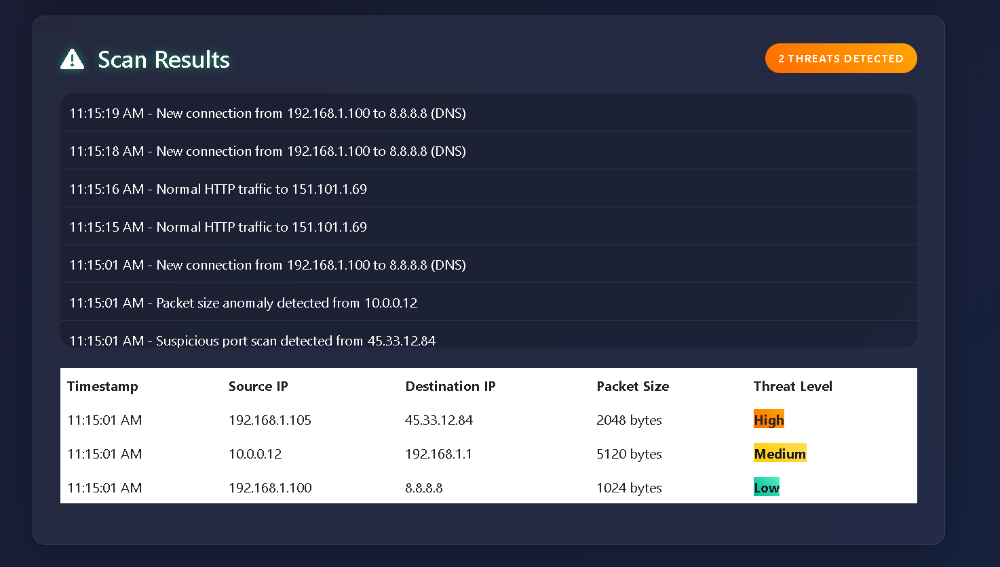 Scan Results
2 THREATS DETECTED
11:15:19 AM - New connection from 192.168.1.100 to 8.8.8.8 (DNS)
11:15:18 AM - New connection from 192.168.1.100 to 8.8.8.8 (DNS)
11:15:16 AM - Normal HTTP traffic to 151.101.1.69
11:15:15 AM - Normal HTTP traffic to 151.101.1.69
11:15:01 AM - New connection from 192.168.1.100 to 8.8.8.8 (DNS)
11:15:01 AM - Packet size anomaly detected from 10.0.0.12
11:15:01 AM - Suspicious port scan detected from 45.33.12.84
Timestamp Source IP Destination IP Packet Size Threat Level
11:15:01 AM 192.168.1.105 45.33.12.84 2048 bytes High
11:15:01 AM 10.0.0.12 192.168.1.1 5120 bytes Medium
11:15:01 AM 192.168.1.100 8.8.8.8 1024 bytes Low